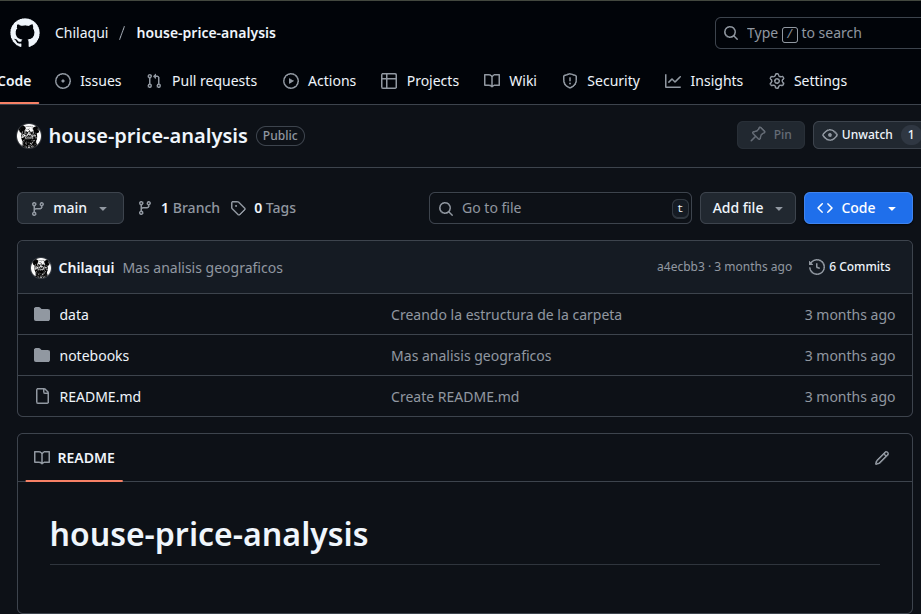 Chilaqui / house-price-analysis
Type / to search
Code Issues Pull requests Actions Projects Wiki Security Insights Settings
house-price-analysis Public
Pin Unwatch 1
main 1 Branch 0 Tags Go to file t Add file Code
Chilaqui Mas analisis geograficos a4ecbb3 · 3 months ago 6 Commits
data Creando la estructura de la carpeta 3 months ago
notebooks Mas analisis geograficos 3 months ago
README.md Create README.md 3 months ago
README
house-price-analysis